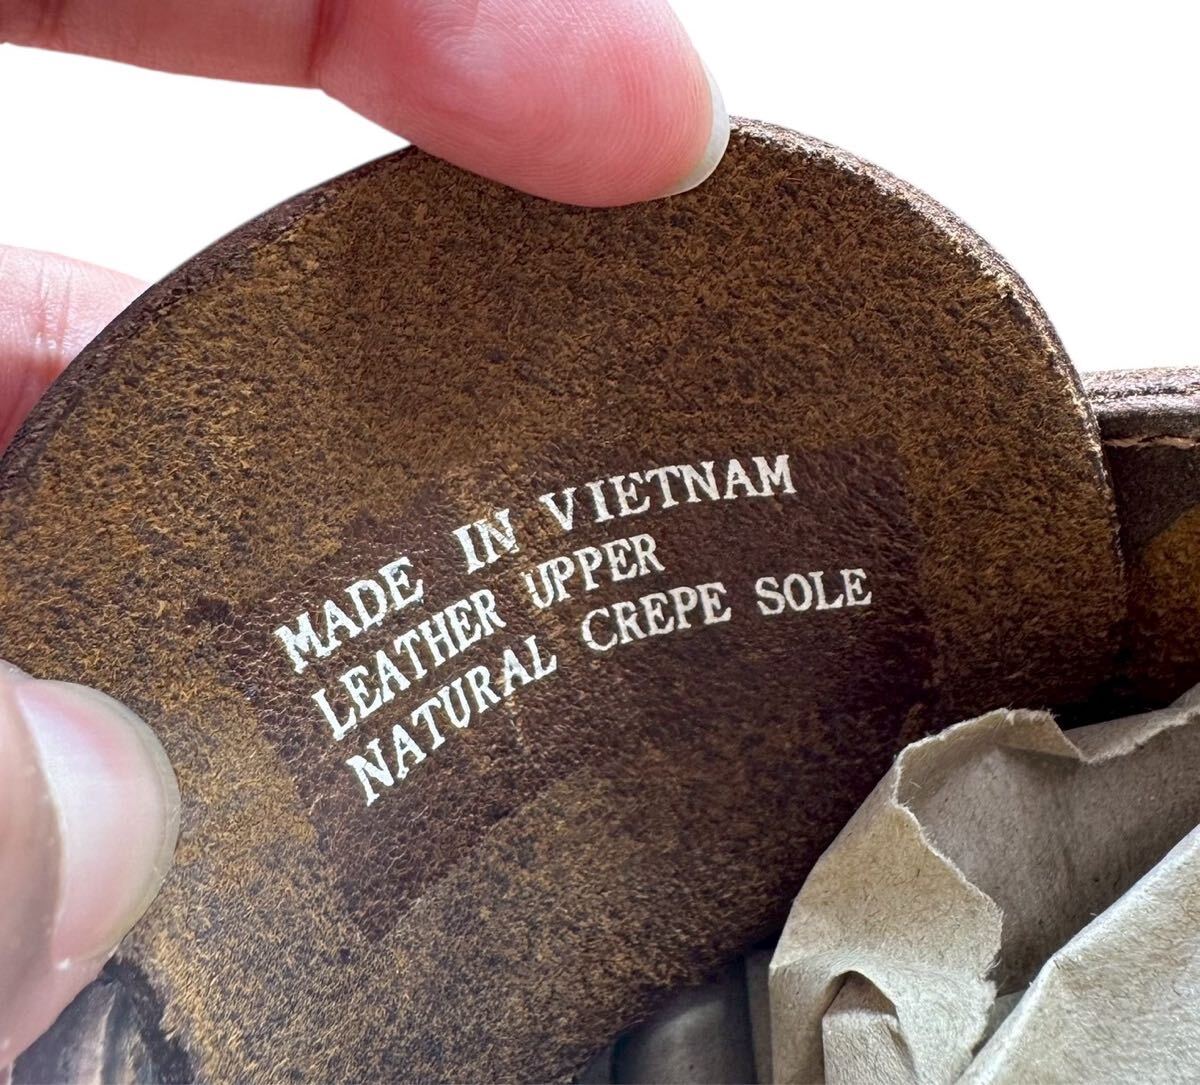 MADE IN VIETNAM
LEATHER UPPER
NATURAL CREPE SOLE